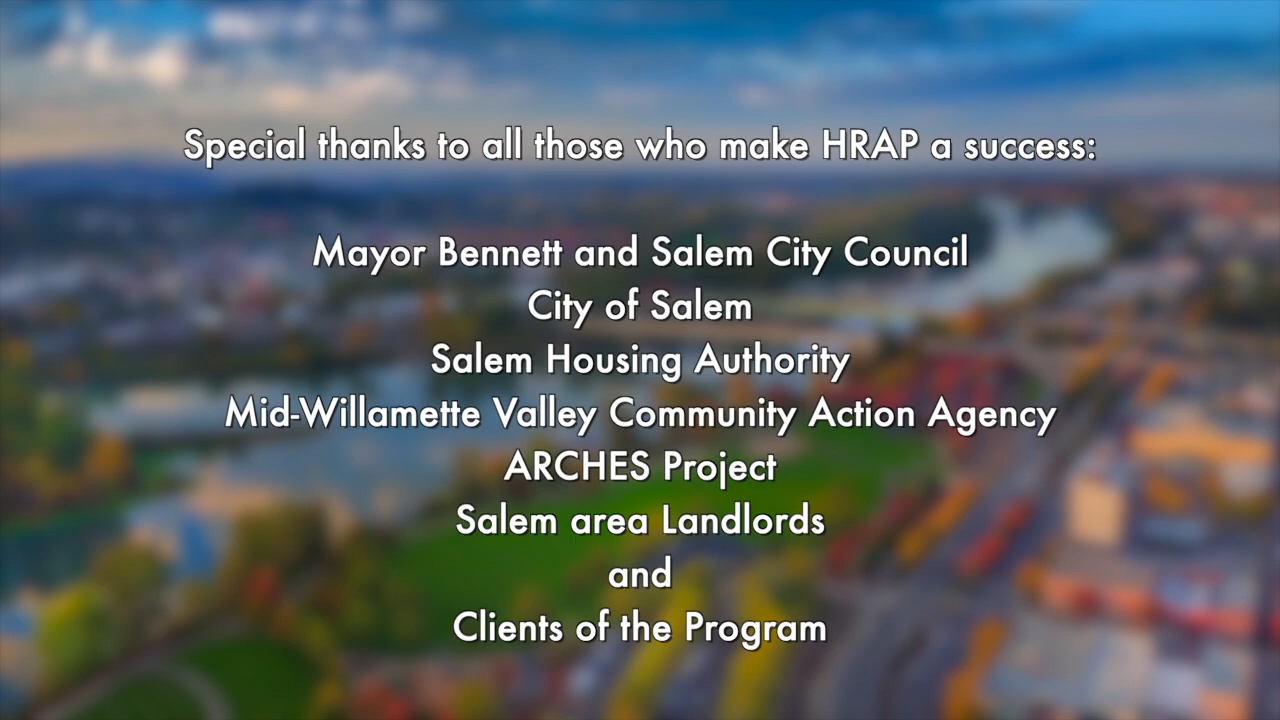 Special thanks to all those who make HRAP a success:
Mayor Bennett and Salem City Council
City of Salem
Salem Housing Authority
Mid-Willamette Valley Community Action Agency
ARCHES Project
Salem area Landlords
and
Clients of the Program